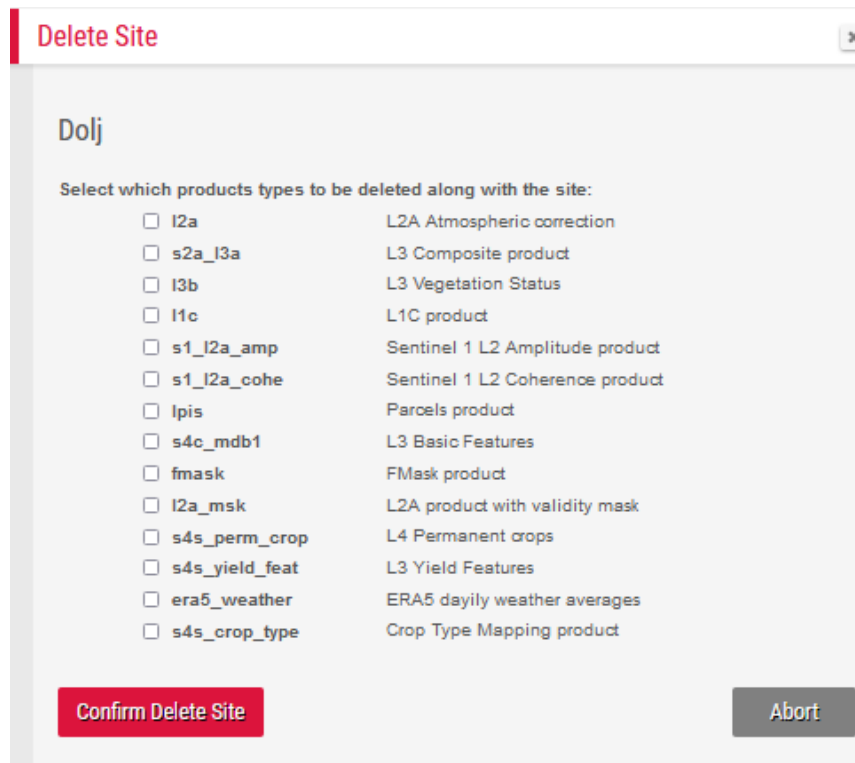 Delete Site
Dolj
Select which products types to be deleted along with the site:
l2a L2A Atmospheric correction
s2a_l3a L3 Composite product
l3b L3 Vegetation Status
l1c L1C product
s1_l2a_amp Sentinel 1 L2 Amplitude product
s1_l2a_cohe Sentinel 1 L2 Coherence product
lpis Parcels product
s4c_mdb1 L3 Basic Features
fmask FMask product
l2a_msk L2A product with validity mask
s4s_perm_crop L4 Permanent crops
s4s_yield_feat L3 Yield Features
era5_weather ERA5 dayily weather averages
s4s_crop_type Crop Type Mapping product
Confirm Delete Site Abort